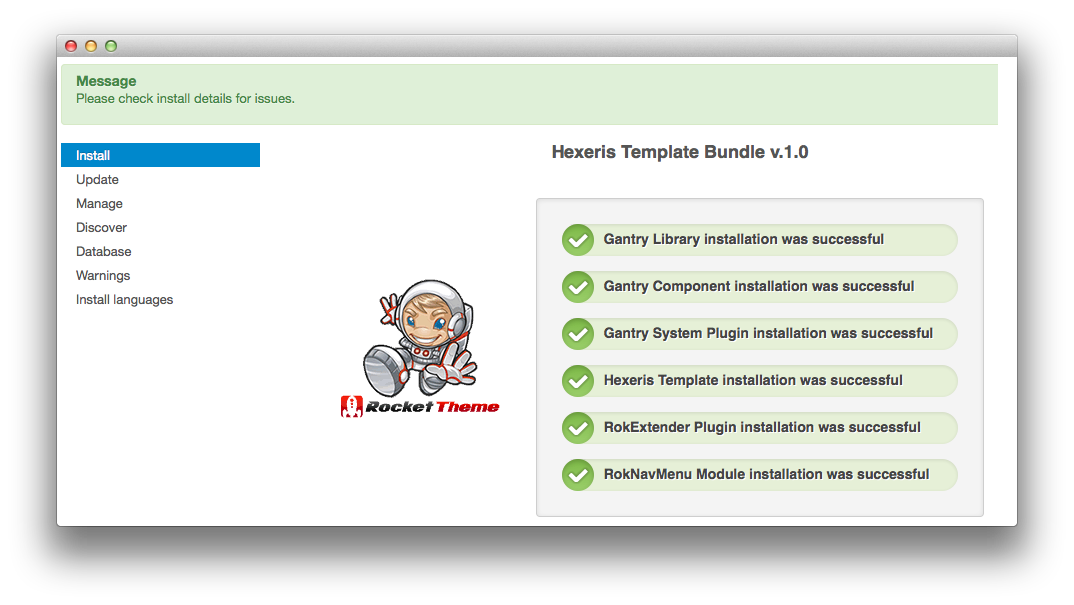 Message
Please check install details for issues.
Install
Update
Manage
Discover
Database
Warnings
Install languages
Rocket Theme
Hexeris Template Bundle v.1.0
Gantry Library installation was successful
Gantry Component installation was successful
Gantry System Plugin installation was successful
Hexeris Template installation was successful
RokExtender Plugin installation was successful
RokNavMenu Module installation was successful